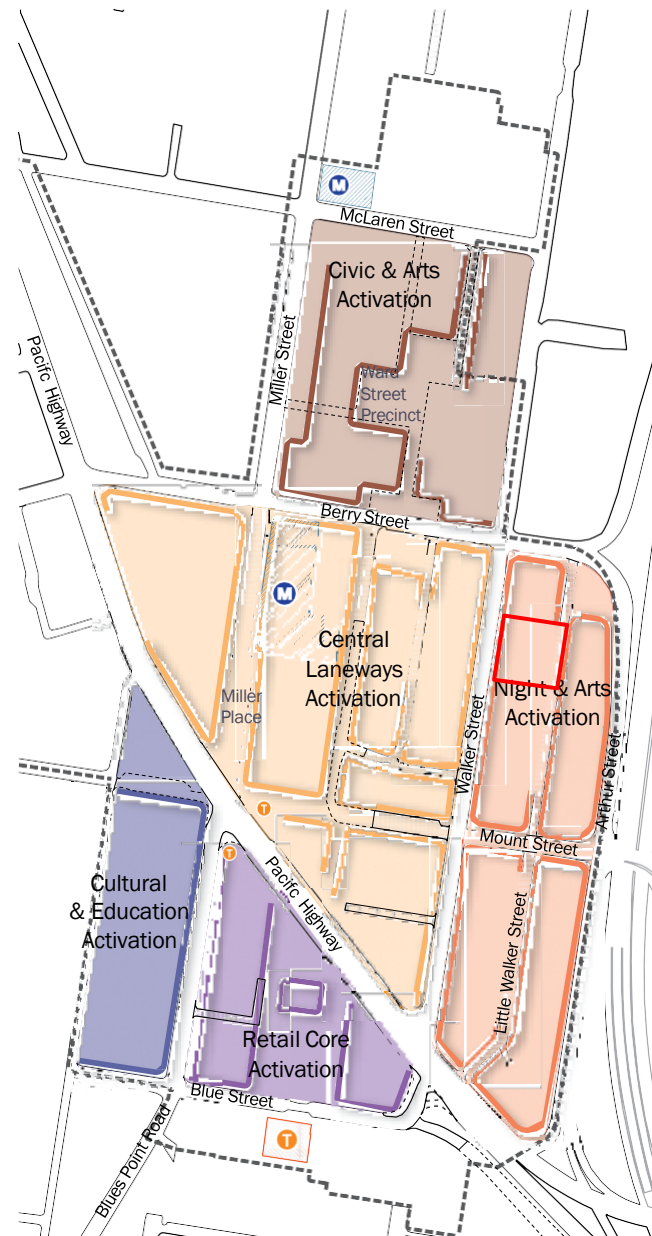 M
McLaren Street
Civic & Arts
Activation
Miller Street
Pacifc Highway
Ward
Street
Precinct
Berry Street
M
Central
Laneways
Activation
Miller
Place
Night & Arts
Activation
Walker Street
Arthur Street
T
Mount Street
T
Pacifc Highway
Cultural
& Education
Activation
Little Walker Street
Retail Core
Activation
Blue Street
T
Blues Point Road